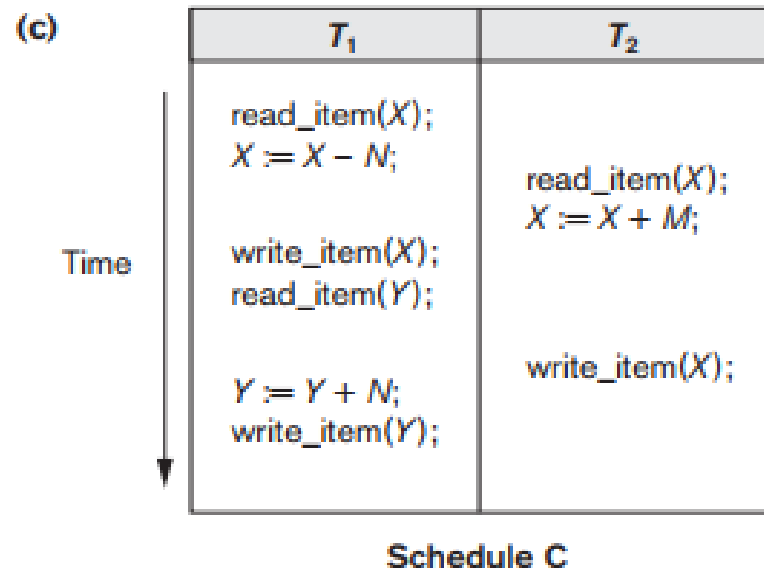 (c)
T₁ T₂
read_item(X);
X := X – N;
read_item(X);
X := X + M;
Time
write_item(X);
read_item(Y);
write_item(X);
Y := Y + N;
write_item(Y);
Schedule C